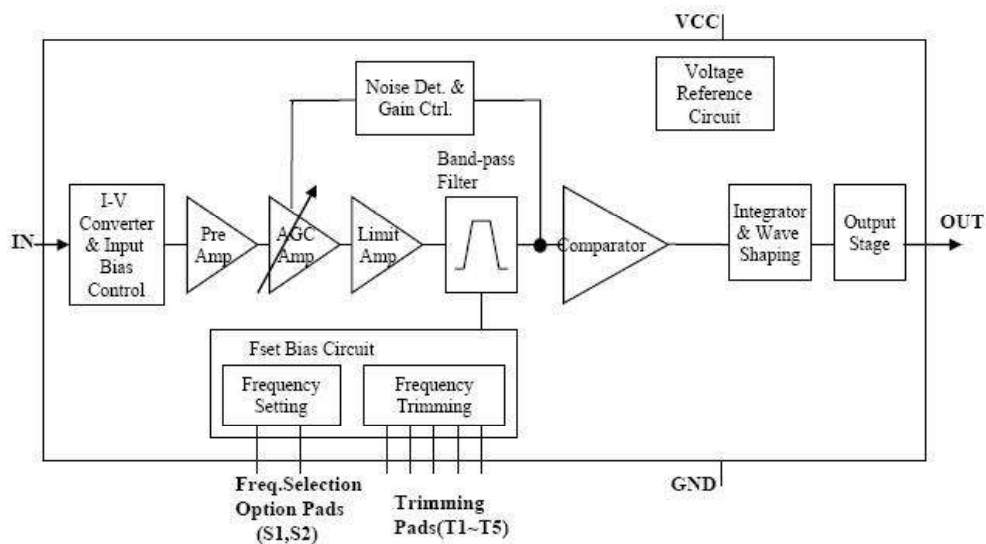 VCC
Noise Det. &
Gain Ctrl.
Voltage
Reference
Circuit
Band-pass
Filter
I-V
Converter
& Input
Bias
Control
IN
Pre
Amp
AGC
Amp
Limit
Amp
Comparator
Integrator
& Wave
Shaping
Output
Stage
OUT
Fset Bias Circuit
Frequency
Setting
Frequency
Trimming
Freq.Selection
Option Pads
(S1,S2)
Trimming
Pads(T1~T5)
GND